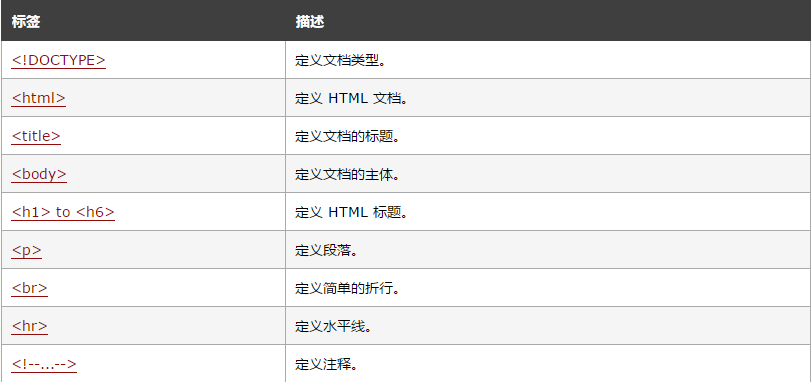 标签 描述
<!DOCTYPE> 定义文档类型。
<html> 定义 HTML 文档。
<title> 定义文档的标题。
<body> 定义文档的主体。
<h1> to <h6> 定义 HTML 标题。
<p> 定义段落。
<br> 定义简单的折行。
<hr> 定义水平线。
<!--...--> 定义注释。